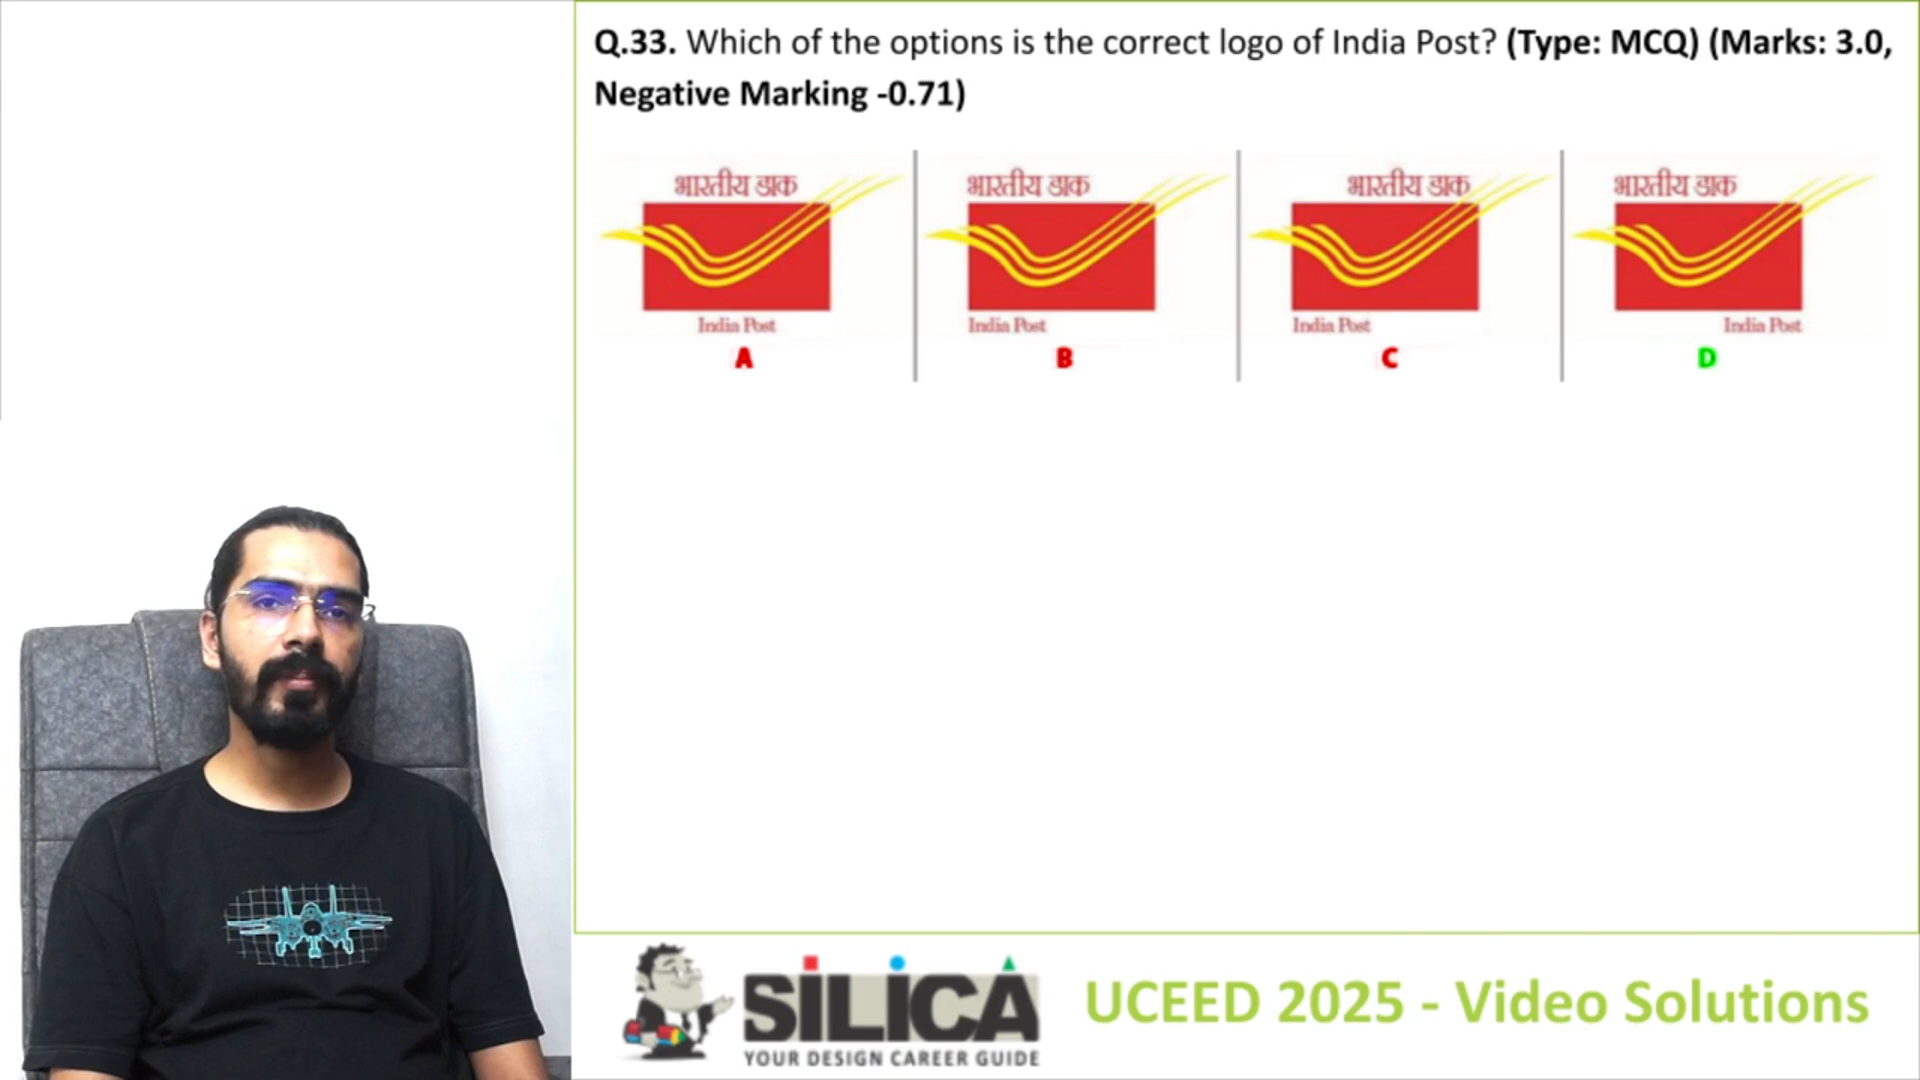 Q.33. Which of the options is the correct logo of India Post? (Type: MCQ) (Marks: 3.0,
Negative Marking -0.71)
भारतीय डाक
India Post
A
भारतीय डाक
India Post
B
भारतीय डाक
India Post
C
भारतीय डाक
India Post
D
SILICA
YOUR DESIGN CAREER GUIDE
UCEED 2025 - Video Solutions